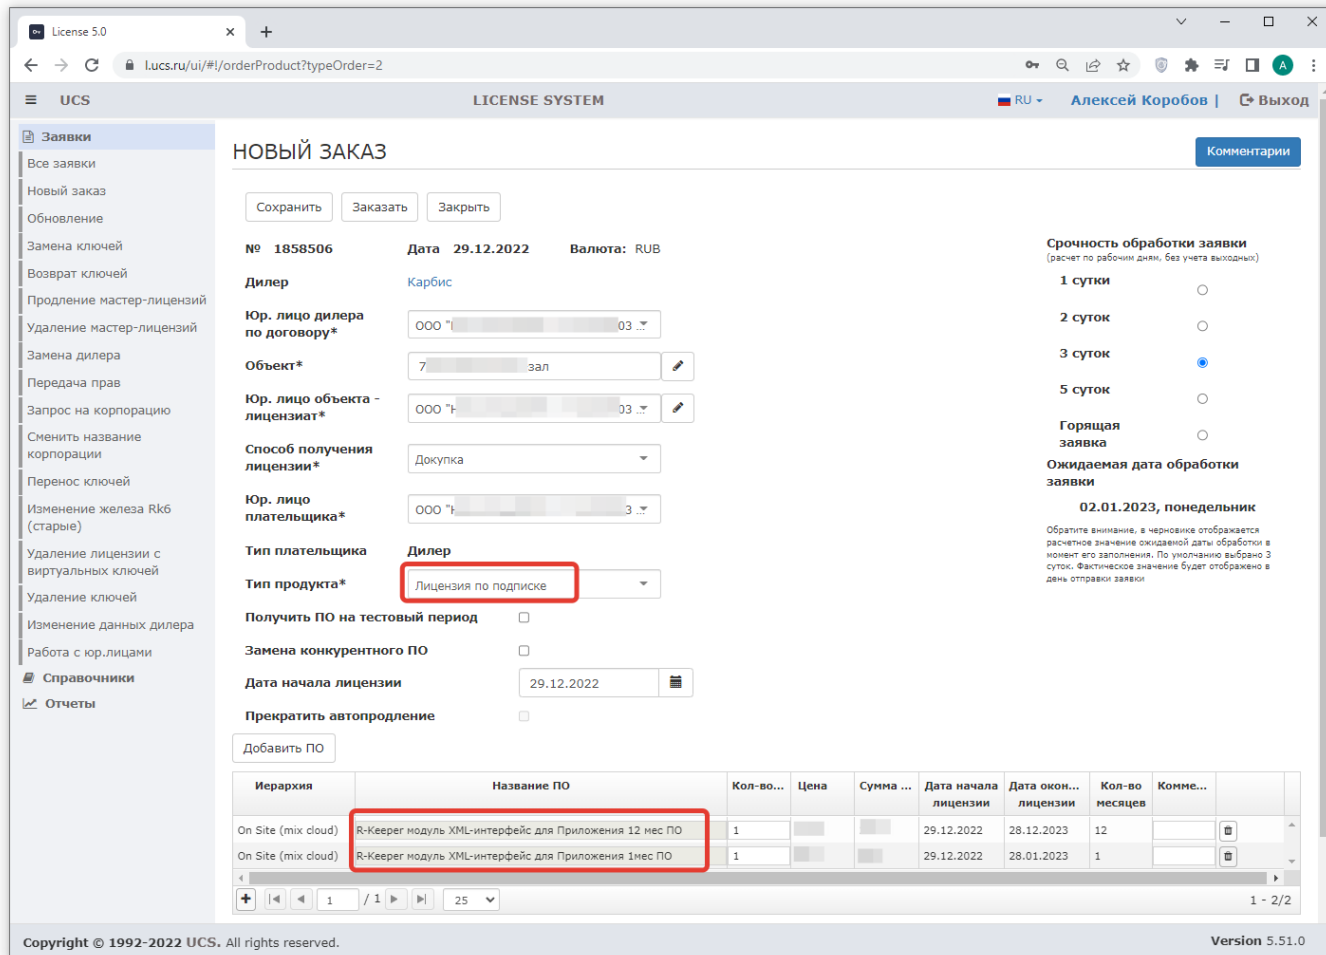 License 5.0
l.ucs.ru/ui/#!/orderProduct?typeOrder=2
A
UCS
LICENSE SYSTEM
RU
Алексей Коробов |
Выход
Заявки
Все заявки
Новый заказ
Обновление
Замена ключей
Возврат ключей
Продление мастер-лицензий
Удаление мастер-лицензий
Замена дилера
Передача прав
Запрос на корпорацию
Сменить название
корпорации
Перенос ключей
Изменение железа Rk6
(старые)
Удаление лицензии с
виртуальных ключей
Удаление ключей
Изменение данных дилера
Работа с юр.лицами
Справочники
Отчеты
НОВЫЙ ЗАКАЗ
Комментарии
Сохранить Заказать Закрыть
№ 1858506 Дата 29.12.2022 Валюта: RUB
Дилер Карбис
Юр. лицо дилера
по договору*
ООО " 03 ...
Объект* 7 зал
Юр. лицо объекта -
лицензиат*
ООО " 03 ...
Способ получения
лицензии*
Докупка
Юр. лицо
плательщика*
ООО " 3 ...
Тип плательщика Дилер
Тип продукта* Лицензия по подписке
Получить ПО на тестовый период
Замена конкурентного ПО
Дата начала лицензии 29.12.2022
Прекратить автопродление
Срочность обработки заявки
(расчет по рабочим дням, без учета выходных)
1 сутки
2 суток
3 суток
5 суток
Горящая
заявка
Ожидаемая дата обработки
заявки
02.01.2023, понедельник
Обратите внимание, в черновике отображается
расчетное значение ожидаемой даты обработки в
момент его заполнения. По умолчанию выбрано 3
суток. Фактическое значение будет отображено в
день отправки заявки
Добавить ПО
Иерархия Название ПО Кол-во... Цена Сумма ... Дата начала Дата окон... Кол-во Комме...
лицензии лицензии месяцев
On Site (mix cloud) R-Keeper модуль XML-интерфейс для Приложения 12 мес ПО 1 29.12.2022 28.12.2023 12
On Site (mix cloud) R-Keeper модуль XML-интерфейс для Приложения 1мес ПО 1 29.12.2022 28.01.2023 1
1 / 1 25 1 - 2/2
Copyright © 1992-2022 UCS. All rights reserved.
Version 5.51.0